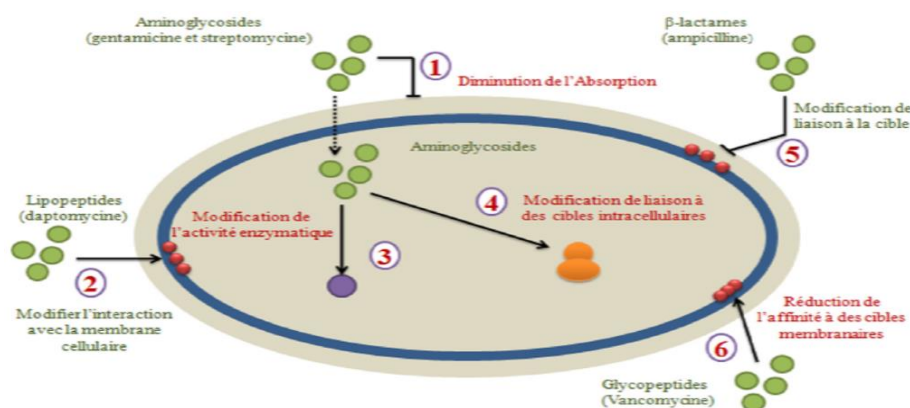 Aminoglycosides
(gentamicine et streptomycine)
1
Diminution de l'Absorption
β-lactames
(ampicilline)
Modification de
liaison à la cible
5
Aminoglycosides
Lipopeptides
(daptomycine)
2
Modifier l'interaction
avec la membrane
cellulaire
Modification de
l'activité enzymatique
3
4
Modification de liaison à
des cibles intracellulaires
Réduction de
l'affinité à des cibles
membranaires
6
Glycopeptides
(Vancomycine)